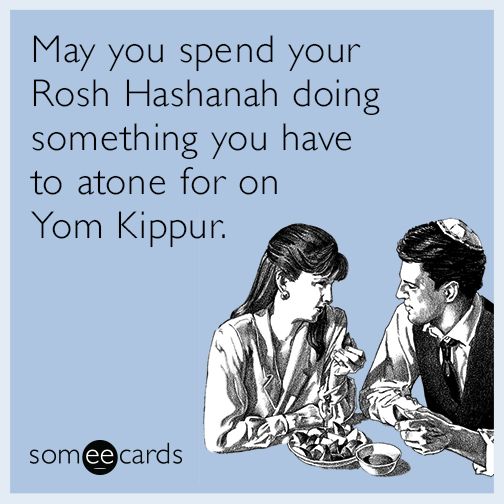 May you spend your
Rosh Hashanah doing
something you have
to atone for on
Yom Kippur.
someecards